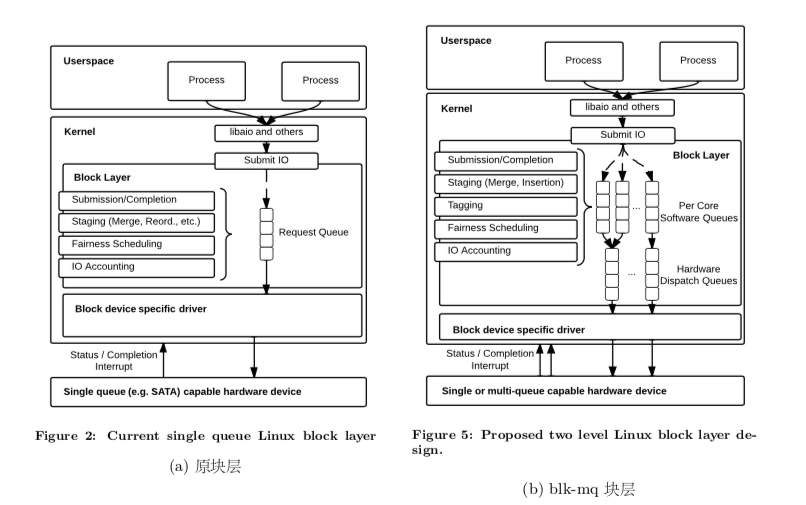 Userspace
Process
Process
Kernel
libaio and others
Submit IO
Block Layer
Submission/Completion
Staging (Merge, Reord., etc.)
Fairness Scheduling
IO Accounting
Request Queue
Block device specific driver
Status / Completion
Interrupt
Single queue (e.g. SATA) capable hardware device
Figure 2: Current single queue Linux block layer
(a) 原块层
Userspace
Process
Process
Kernel
libaio and others
Submit IO
Block Layer
Submission/Completion
Staging (Merge, Insertion)
Tagging
Fairness Scheduling
IO Accounting
...
Per Core
Software Queues
...
Hardware
Dispatch Queues
Block device specific driver
Status / Completion
Interrupt
Single or multi-queue capable hardware device
Figure 5: Proposed two level Linux block layer de-
sign.
(b) blk-mq 块层